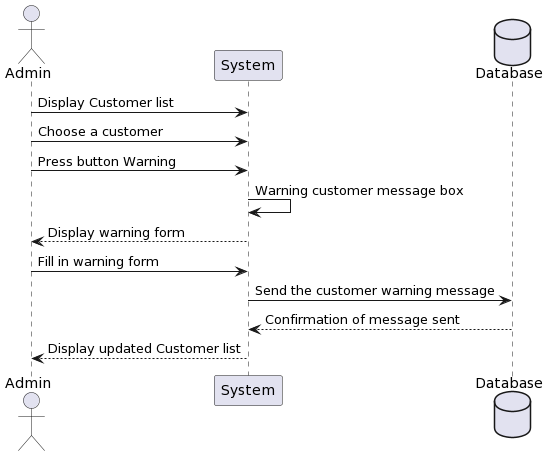 Admin
System
Database
Display Customer list
Choose a customer
Press button Warning
Warning customer message box
Display warning form
Fill in warning form
Send the customer warning message
Confirmation of message sent
Display updated Customer list
Admin
System
Database